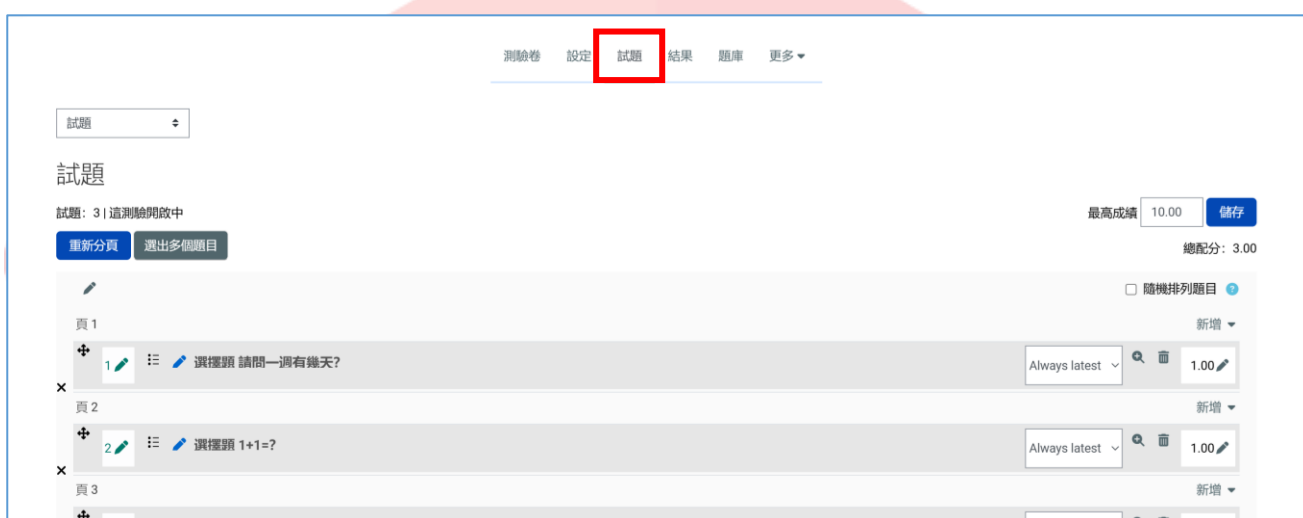 測驗卷 設定 試題 結果 題庫 更多
試題
試題
試題：3 | 這測驗開啟中
最高成績 10.00 儲存
重新分頁 選出多個題目
總配分：3.00
隨機排列題目
頁 1 新增
1 選擇題 請問一週有幾天? Always latest 1.00
頁 2 新增
2 選擇題 1+1=? Always latest 1.00
頁 3 新增